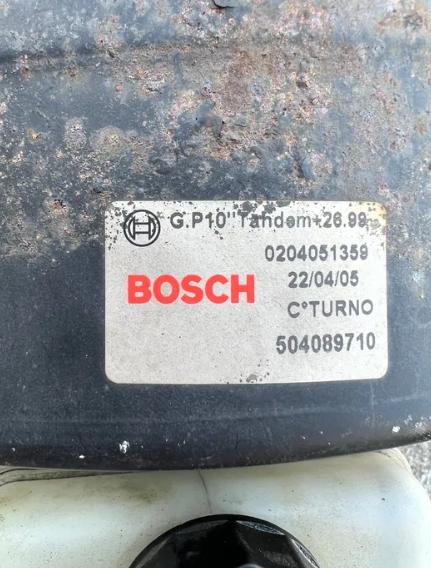 G.P10"Tandem+26.99
0204051359
22/04/05
BOSCH
C°TURNO
504089710